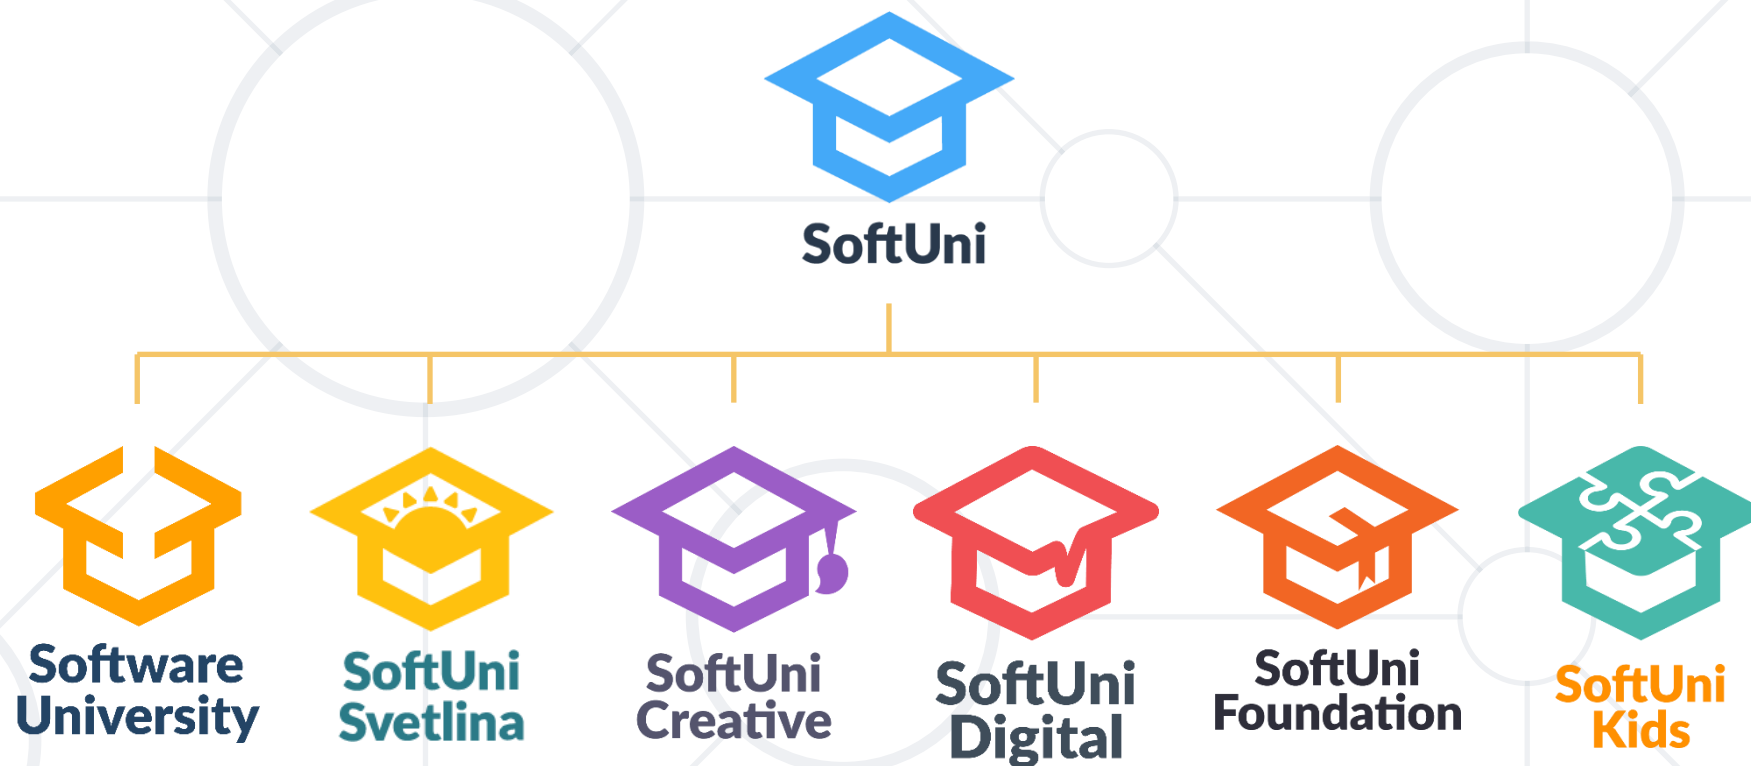 SoftUni
Software
University
SoftUni
Svetlina
SoftUni
Creative
SoftUni
Digital
SoftUni
Foundation
SoftUni
Kids